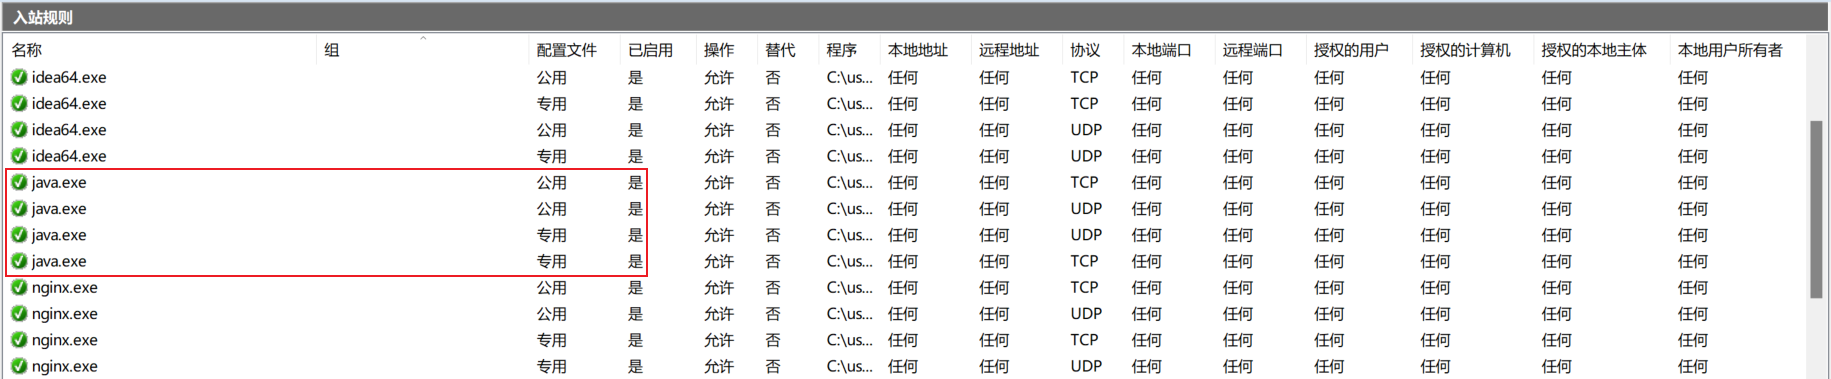 入站规则
名称 组 配置文件 已启用 操作 替代 程序 本地地址 远程地址 协议 本地端口 远程端口 授权的用户 授权的计算机 授权的本地主体 本地用户所有者
idea64.exe 公用 是 允许 否 C:\us... 任何 任何 TCP 任何 任何 任何 任何 任何 任何
idea64.exe 专用 是 允许 否 C:\us... 任何 任何 TCP 任何 任何 任何 任何 任何 任何
idea64.exe 公用 是 允许 否 C:\us... 任何 任何 UDP 任何 任何 任何 任何 任何 任何
idea64.exe 专用 是 允许 否 C:\us... 任何 任何 UDP 任何 任何 任何 任何 任何 任何
java.exe 公用 是 允许 否 C:\us... 任何 任何 TCP 任何 任何 任何 任何 任何 任何
java.exe 公用 是 允许 否 C:\us... 任何 任何 UDP 任何 任何 任何 任何 任何 任何
java.exe 专用 是 允许 否 C:\us... 任何 任何 UDP 任何 任何 任何 任何 任何 任何
java.exe 专用 是 允许 否 C:\us... 任何 任何 TCP 任何 任何 任何 任何 任何 任何
nginx.exe 公用 是 允许 否 C:\us... 任何 任何 TCP 任何 任何 任何 任何 任何 任何
nginx.exe 公用 是 允许 否 C:\us... 任何 任何 UDP 任何 任何 任何 任何 任何 任何
nginx.exe 专用 是 允许 否 C:\us... 任何 任何 TCP 任何 任何 任何 任何 任何 任何
nginx.exe 专用 是 允许 否 C:\us... 任何 任何 UDP 任何 任何 任何 任何 任何 任何